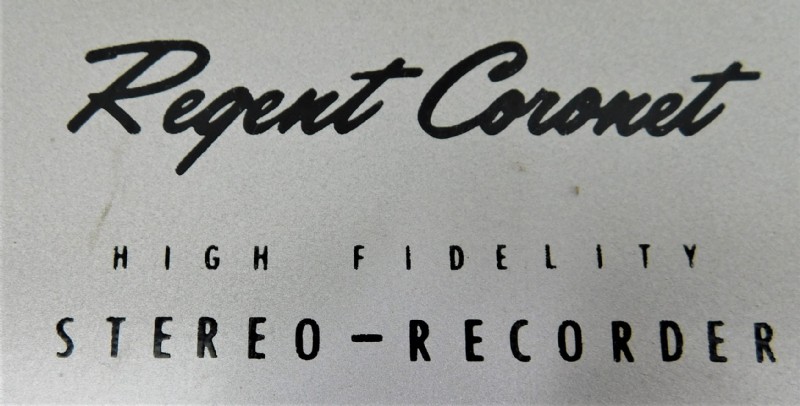 Regent Coronet
HIGH FIDELITY
STEREO-RECORDER